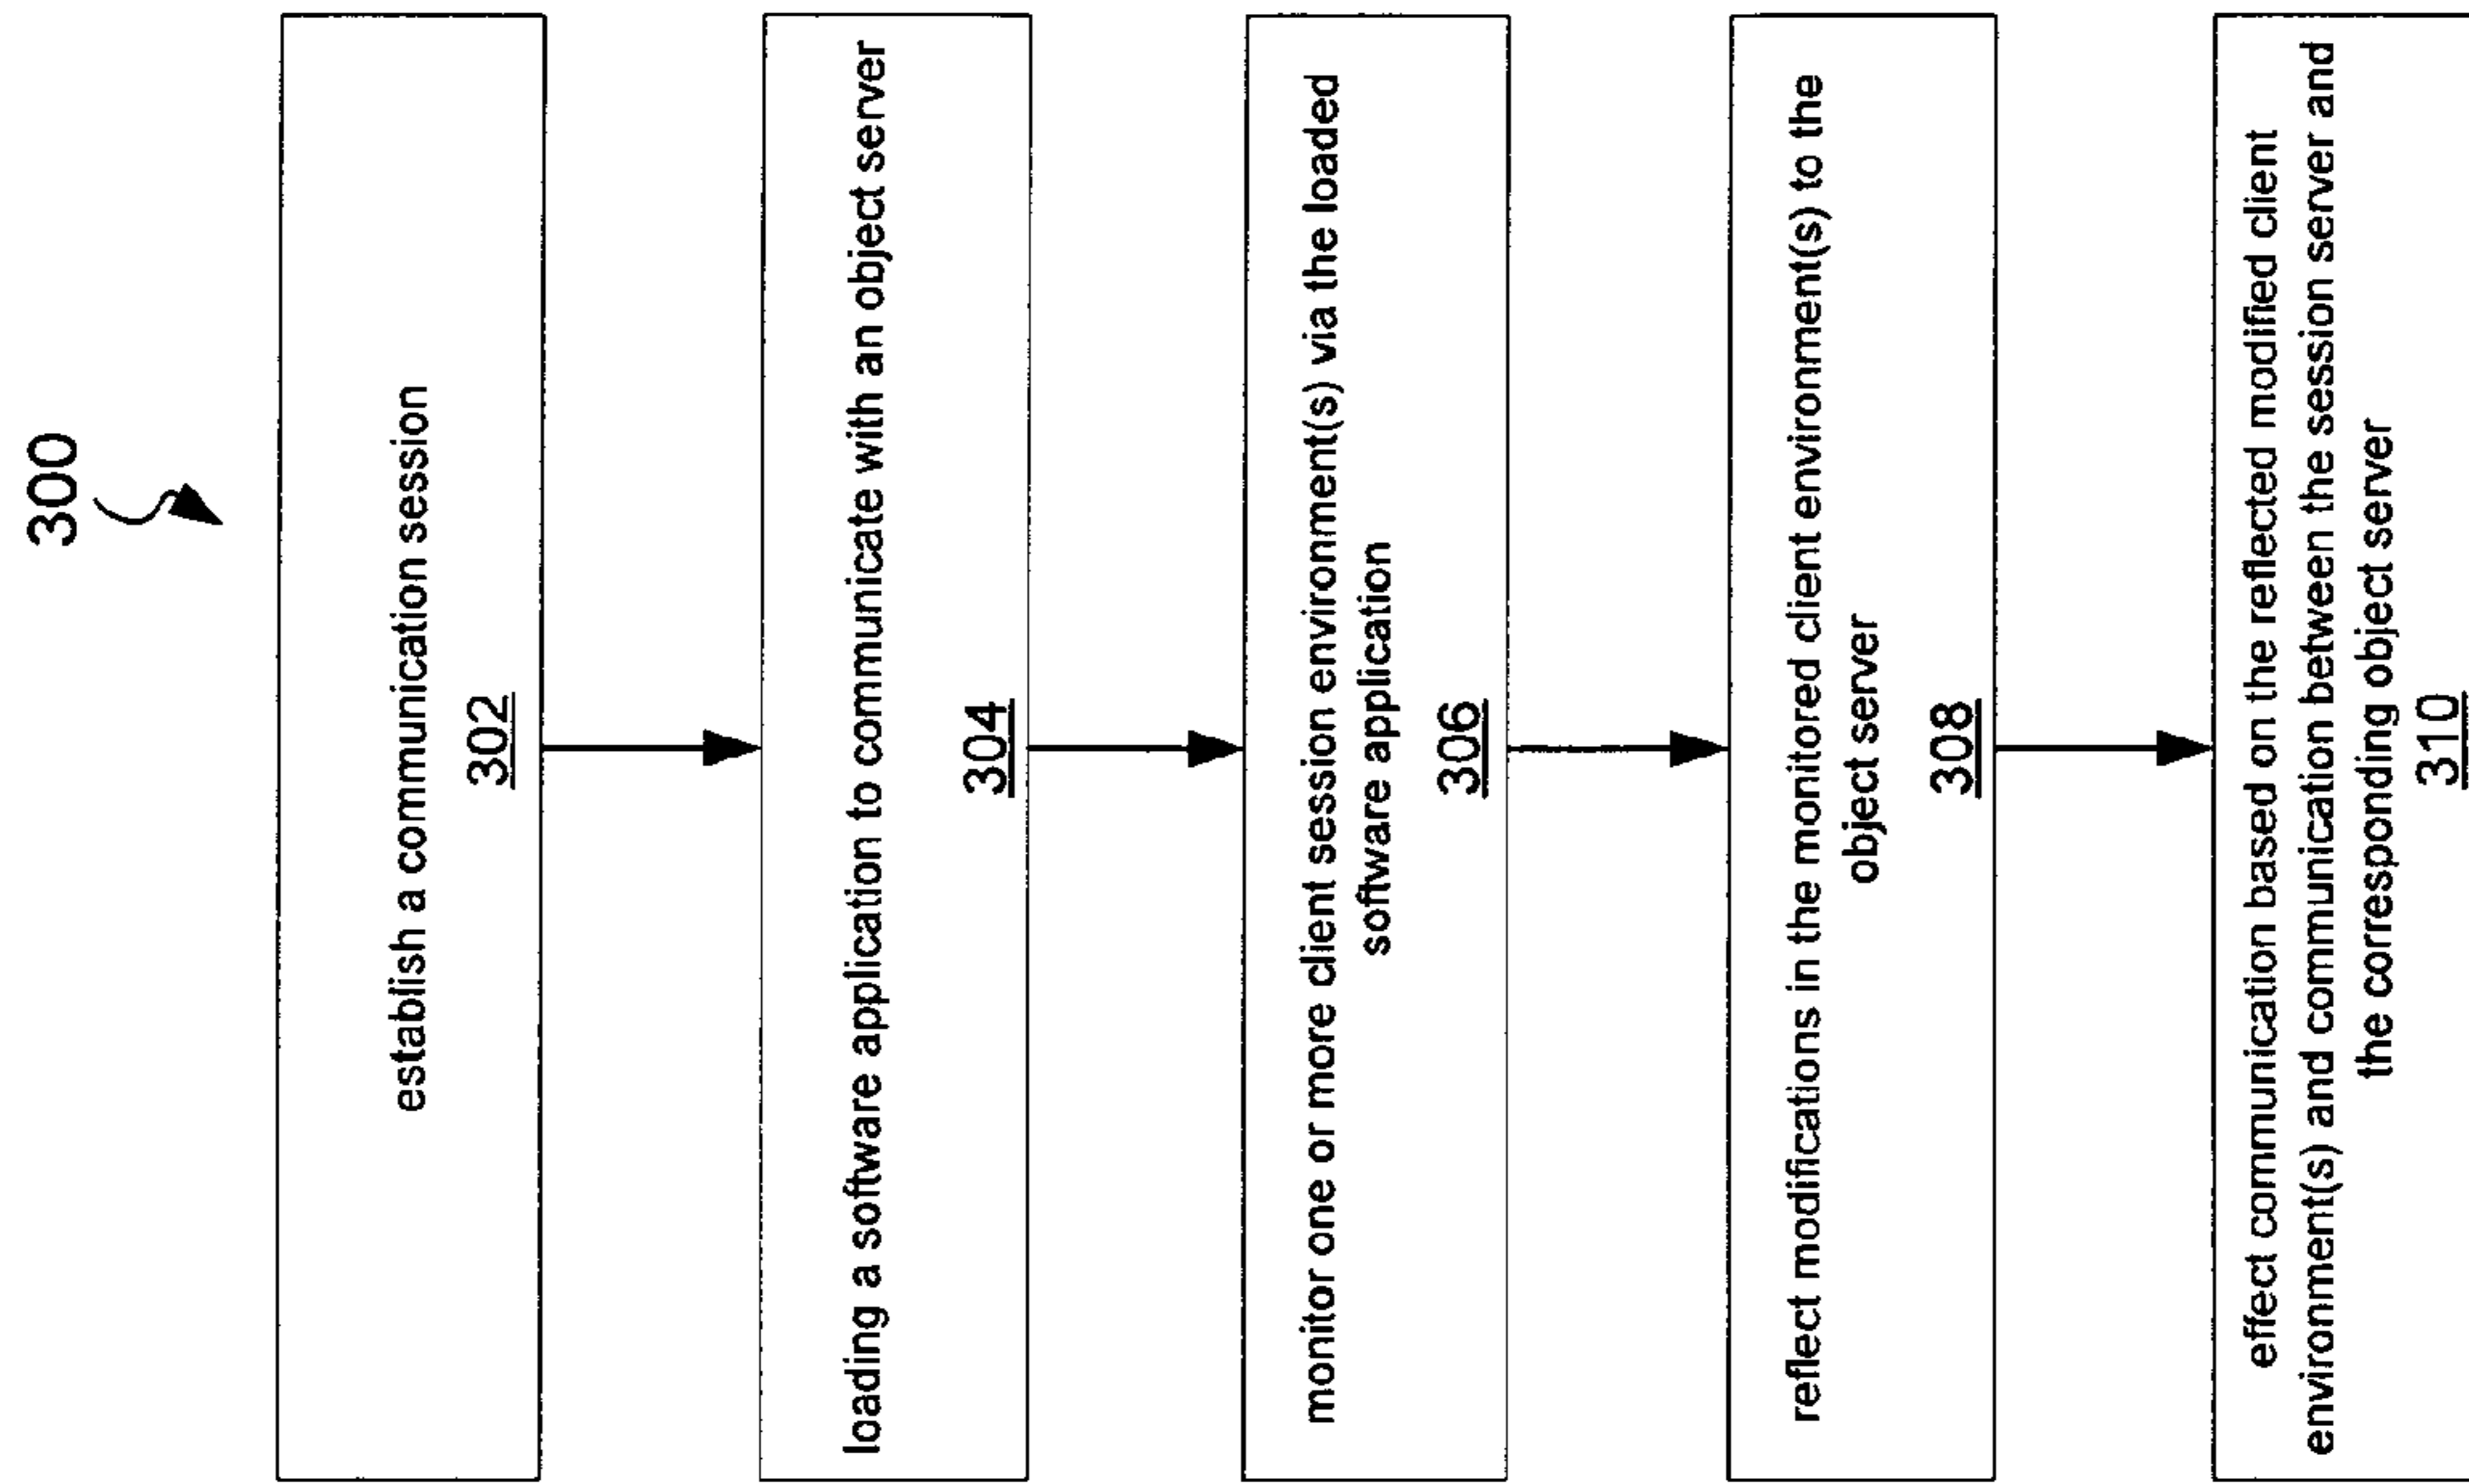 300
establish a communication session
302
loading a software application to communicate with an object server
304
monitor one or more client session environment(s) via the loaded
software application
306
reflect modifications in the monitored client environment(s) to the
object server
308
effect communication based on the reflected modified client
environment(s) and communication between the session server and
the corresponding object server
310